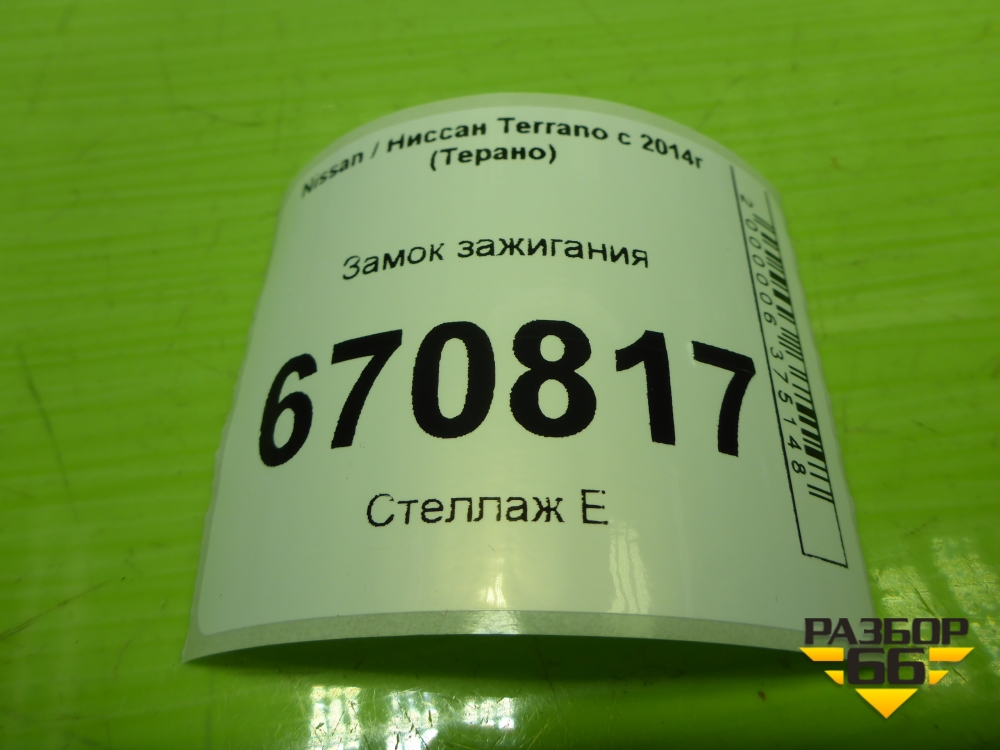 Nissan / Ниссан Terrano с 2014г
(Терано)
Замок зажигания
670817
Стеллаж Е
2000006375148
РАЗБОР
66